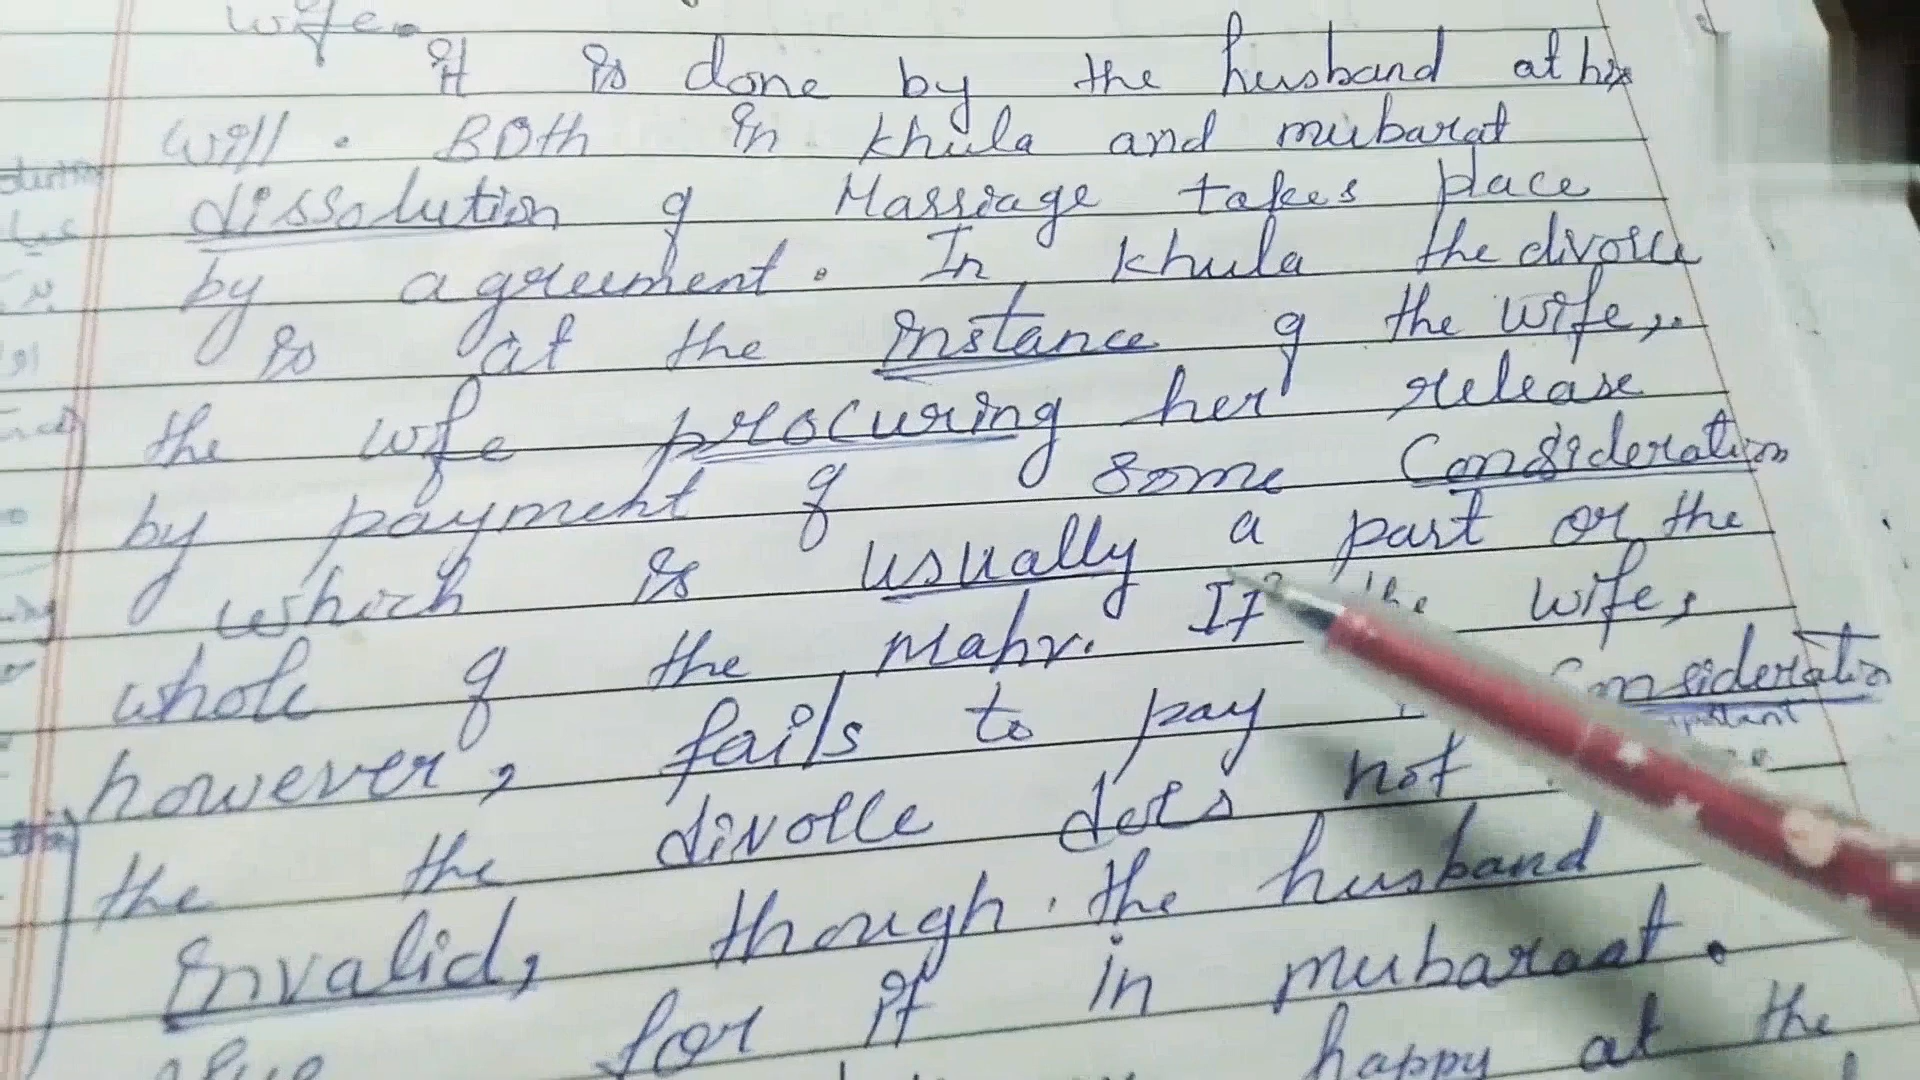 wife.
it is done by the husband at his
will. Both in khula and mubarat
dissolution of Marriage takes place
by agreement. In khula the divorce
is at the instance of the wife,
the wife procuring her release
by payment of some Consideration
which is usually a part or the
whole of the Mahr. If the wife,
however, fails to pay Consideration
the the divorce does not
invalid, though the husband
for it in mubaraat.
happy at the